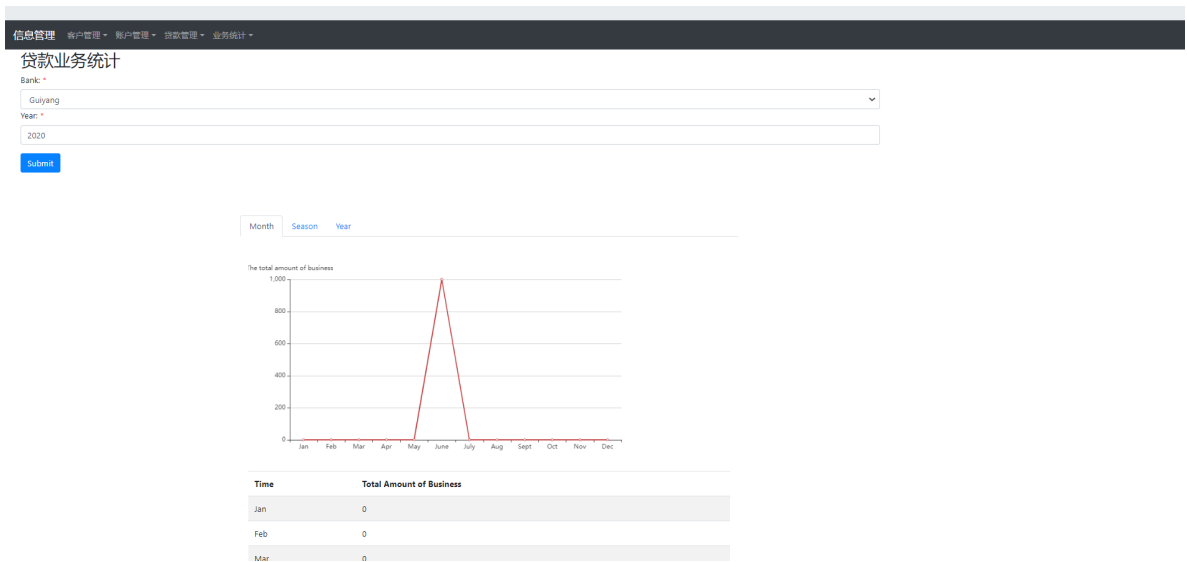 信息管理 客户管理 账户管理 贷款管理 业务统计
贷款业务统计
Bank: *
Guiyang
Year: *
2020
Submit
Month Season Year
The total amount of business
1,000
800
600
400
200
0
Jan Feb Mar Apr May June July Aug Sept Oct Nov Dec
Time Total Amount of Business
Jan 0
Feb 0
Mar 0